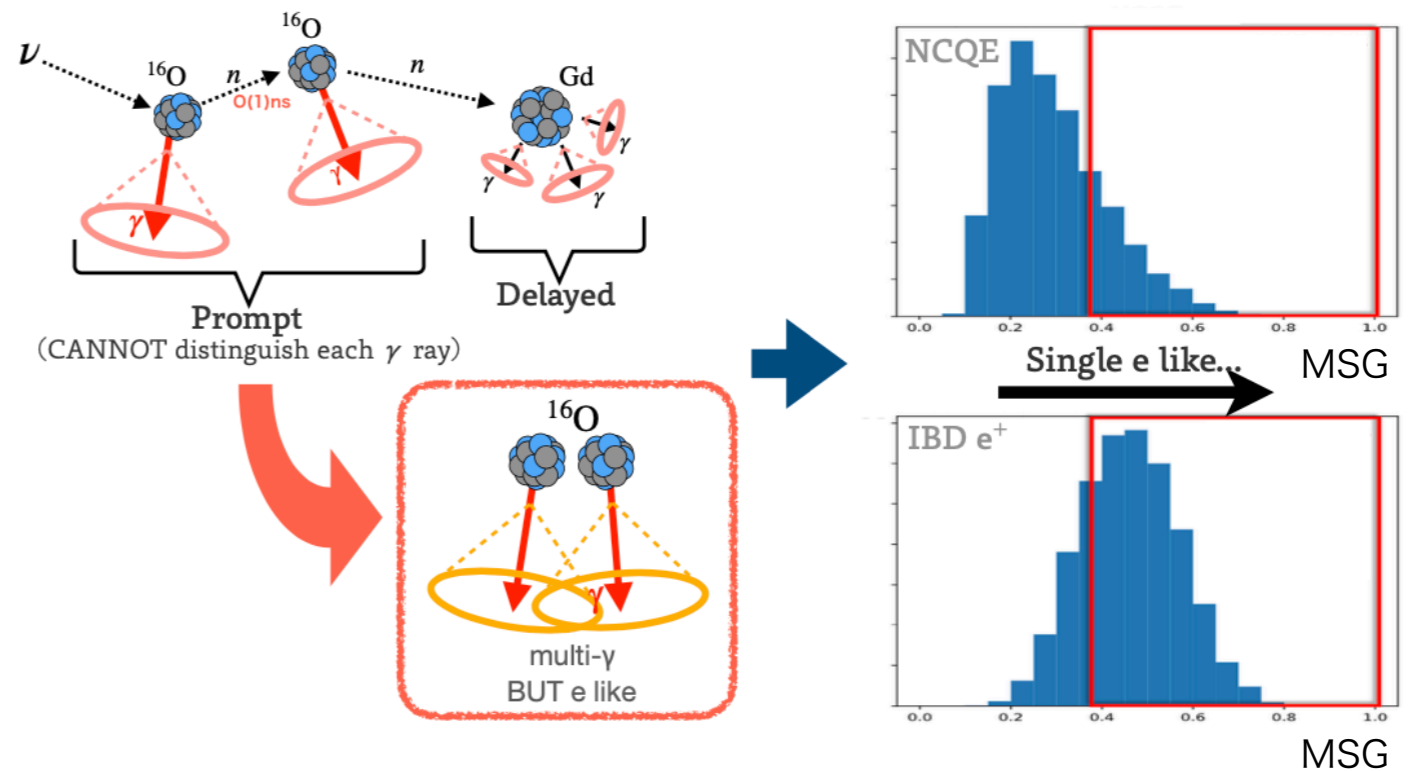 ν
¹⁶O
n
O(1)ns
¹⁶O
n
Gd
γ
γ
γ
γ
γ
Prompt
(CANNOT distinguish each γ ray)
Delayed
¹⁶O
γ
multi-γ
BUT e like
NCQE
0.0 0.2 0.4 0.6 0.8 1.0
MSG
Single e like...
IBD e⁺
0.0 0.2 0.4 0.6 0.8 1.0
MSG